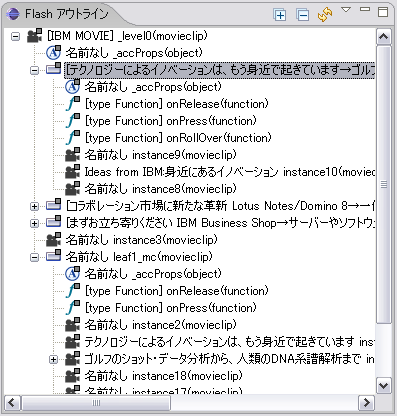 Flash アウトライン
[IBM MOVIE] _level0(movieclip)
名前なし _accProps(object)
[テクノロジーによるイノベーションは、もう身近で起きています→ゴルフ
名前なし _accProps(object)
[type Function] onRelease(function)
[type Function] onPress(function)
[type Function] onRollOver(function)
名前なし instance9(movieclip)
Ideas from IBM:身近にあるイノベーション instance10(movieclip)
名前なし instance8(movieclip)
[コラボレーション市場に新たな革新 Lotus Notes/Domino 8→一
[まずお立ち寄りください IBM Business Shop→サーバーやソフトウ
名前なし instance3(movieclip)
名前なし leaf1_mc(movieclip)
名前なし _accProps(object)
[type Function] onRelease(function)
[type Function] onPress(function)
名前なし instance2(movieclip)
テクノロジーによるイノベーションは、もう身近で起きています ins
ゴルフのショット・データ分析から、人類のDNA系譜解析まで in
名前なし instance18(movieclip)
名前なし instance17(movieclip)